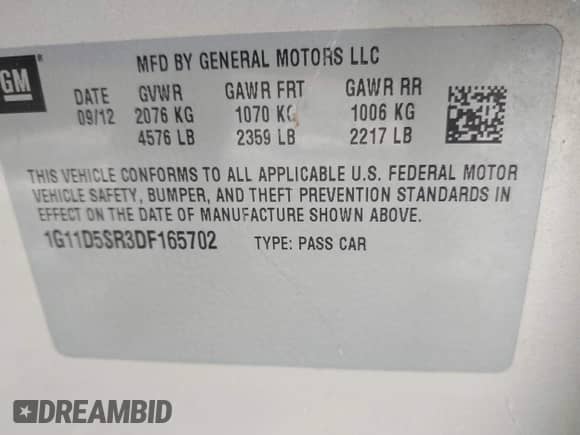 GM
MFD BY GENERAL MOTORS LLC
DATE GVWR GAWR FRT GAWR RR
09/12 2076 KG 1070 KG 1006 KG
4576 LB 2359 LB 2217 LB
THIS VEHICLE CONFORMS TO ALL APPLICABLE U.S. FEDERAL MOTOR
VEHICLE SAFETY, BUMPER, AND THEFT PREVENTION STANDARDS IN
EFFECT ON THE DATE OF MANUFACTURE SHOWN ABOVE.
1G11D5SR3DF165702 TYPE: PASS CAR
DREAMBID